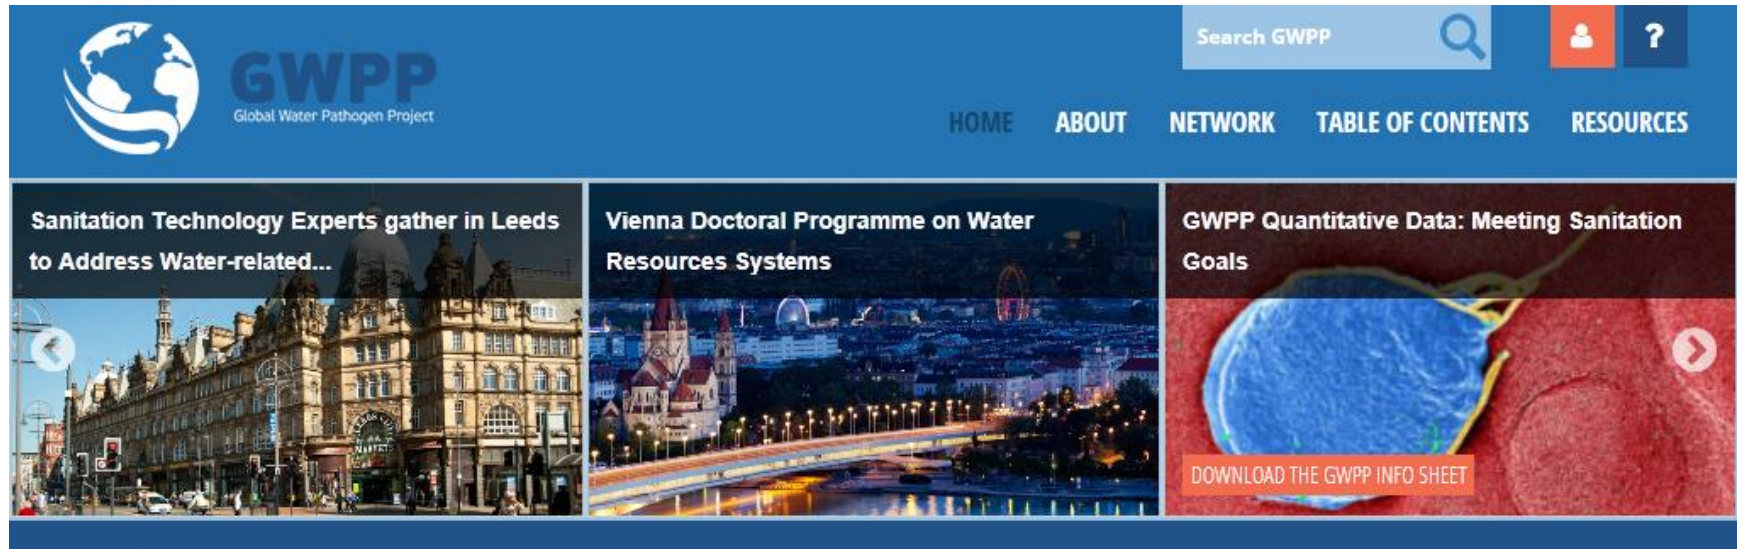 Search GWPP
?
GWPP
Global Water Pathogen Project
HOME ABOUT NETWORK TABLE OF CONTENTS RESOURCES
Sanitation Technology Experts gather in Leeds
to Address Water-related...
Vienna Doctoral Programme on Water
Resources Systems
GWPP Quantitative Data: Meeting Sanitation
Goals
MARKETS
DOWNLOAD THE GWPP INFO SHEET